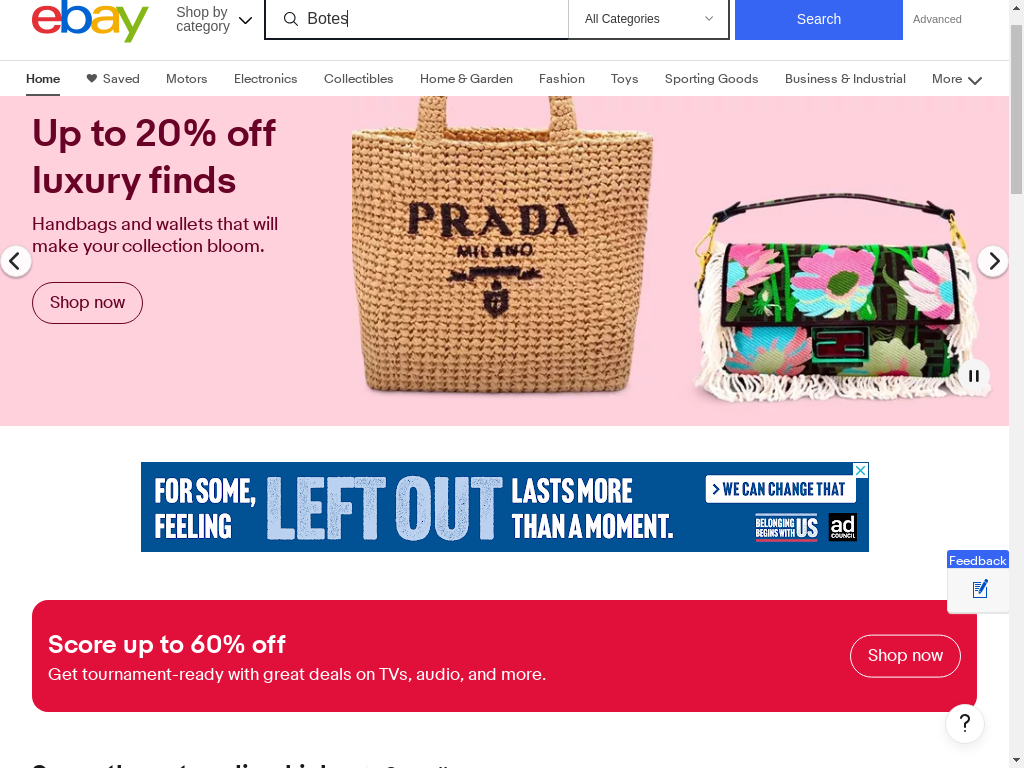 ebay
Shop by
category
Botes
All Categories
Search
Advanced
Home
Saved
Motors
Electronics
Collectibles
Home & Garden
Fashion
Toys
Sporting Goods
Business & Industrial
More
Up to 20% off
luxury finds
Handbags and wallets that will
make your collection bloom.
Shop now
PRADA
MILANO
FOR SOME,
FEELING
LEFT OUT
LASTS MORE
THAN A MOMENT.
WE CAN CHANGE THAT
BELONGING
BEGINS WITH US
ad
COUNCIL
Feedback
Score up to 60% off
Get tournament-ready with great deals on TVs, audio, and more.
Shop now
?